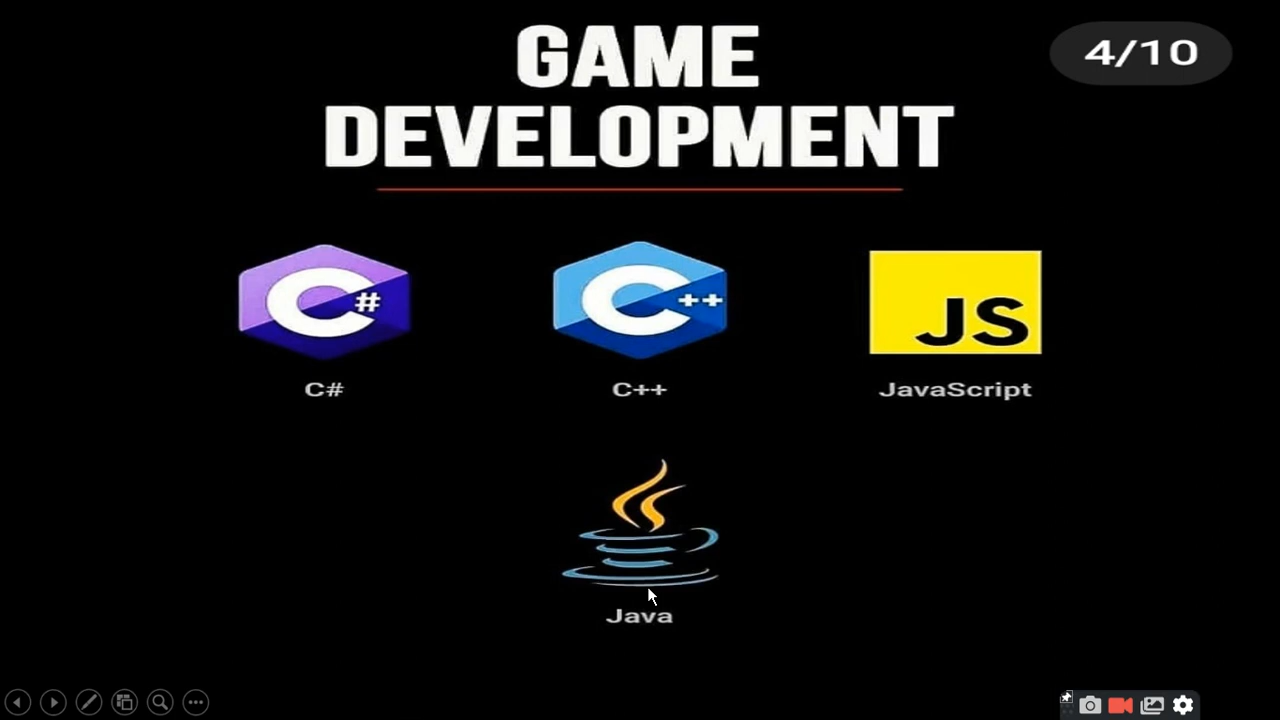 GAME
DEVELOPMENT
4/10
C#
C++
JS
C#
C++
JavaScript
Java